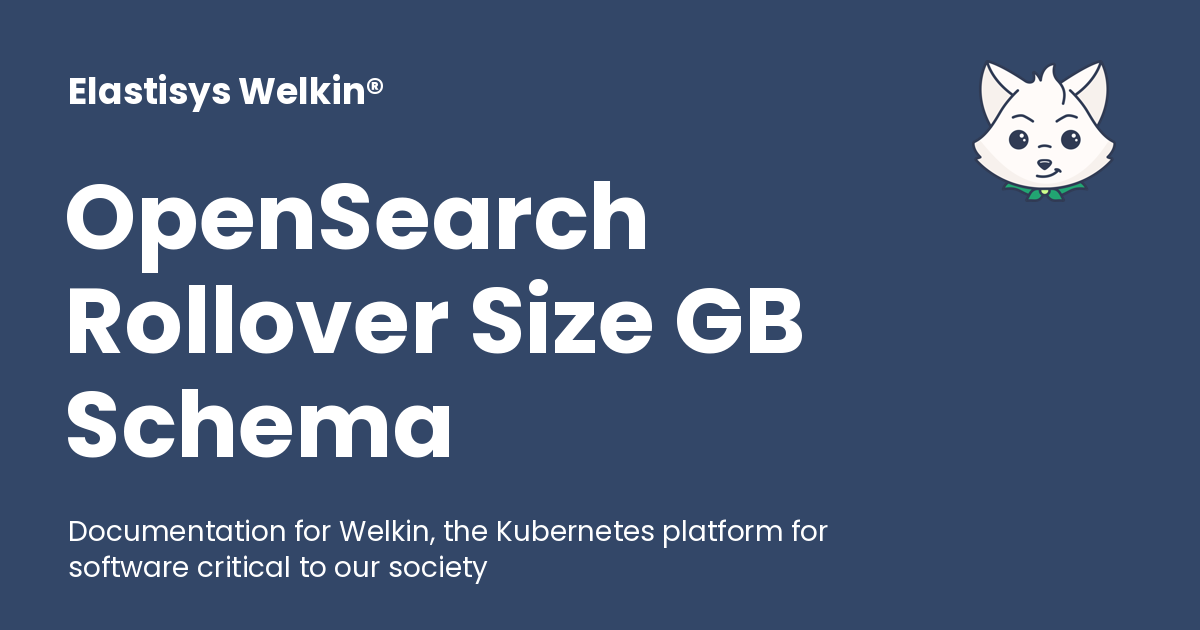 Elastisys Welkin®
OpenSearch
Rollover Size GB
Schema
Documentation for Welkin, the Kubernetes platform for
software critical to our society